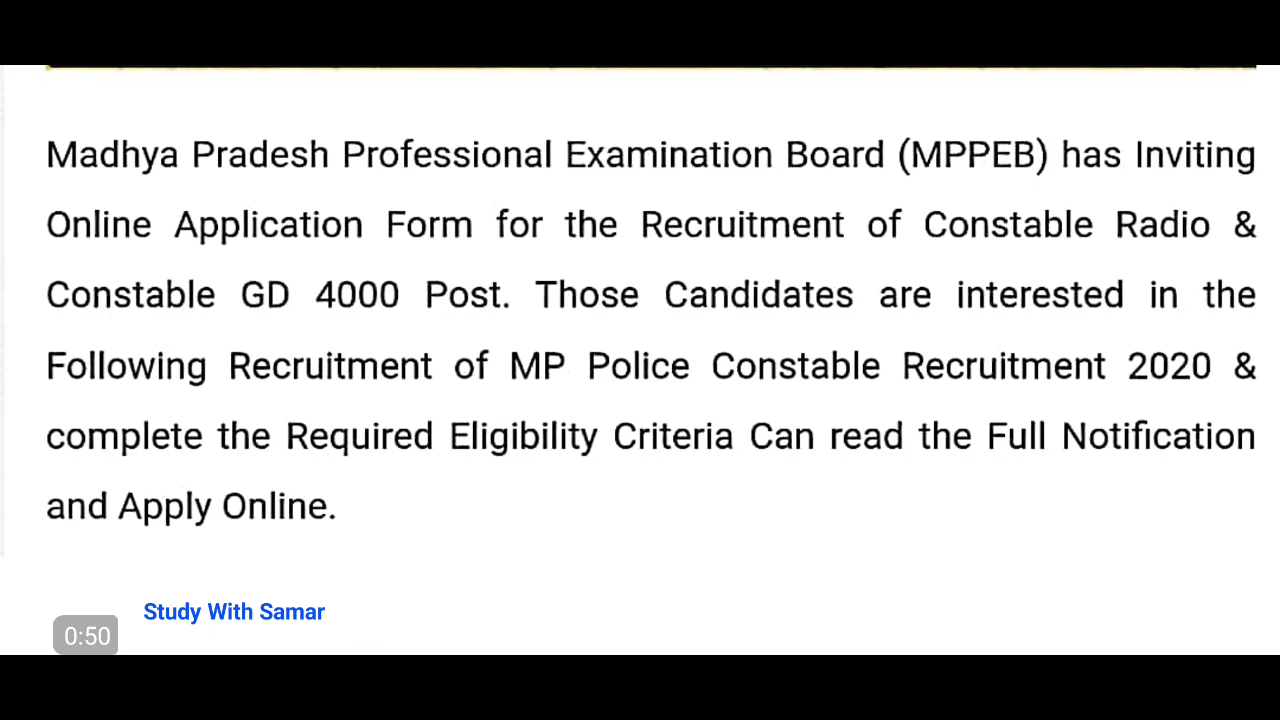 Madhya Pradesh Professional Examination Board (MPPEB) has Inviting
Online Application Form for the Recruitment of Constable Radio &
Constable GD 4000 Post. Those Candidates are interested in the
Following Recruitment of MP Police Constable Recruitment 2020 &
complete the Required Eligibility Criteria Can read the Full Notification
and Apply Online.
Study With Samar
0:50